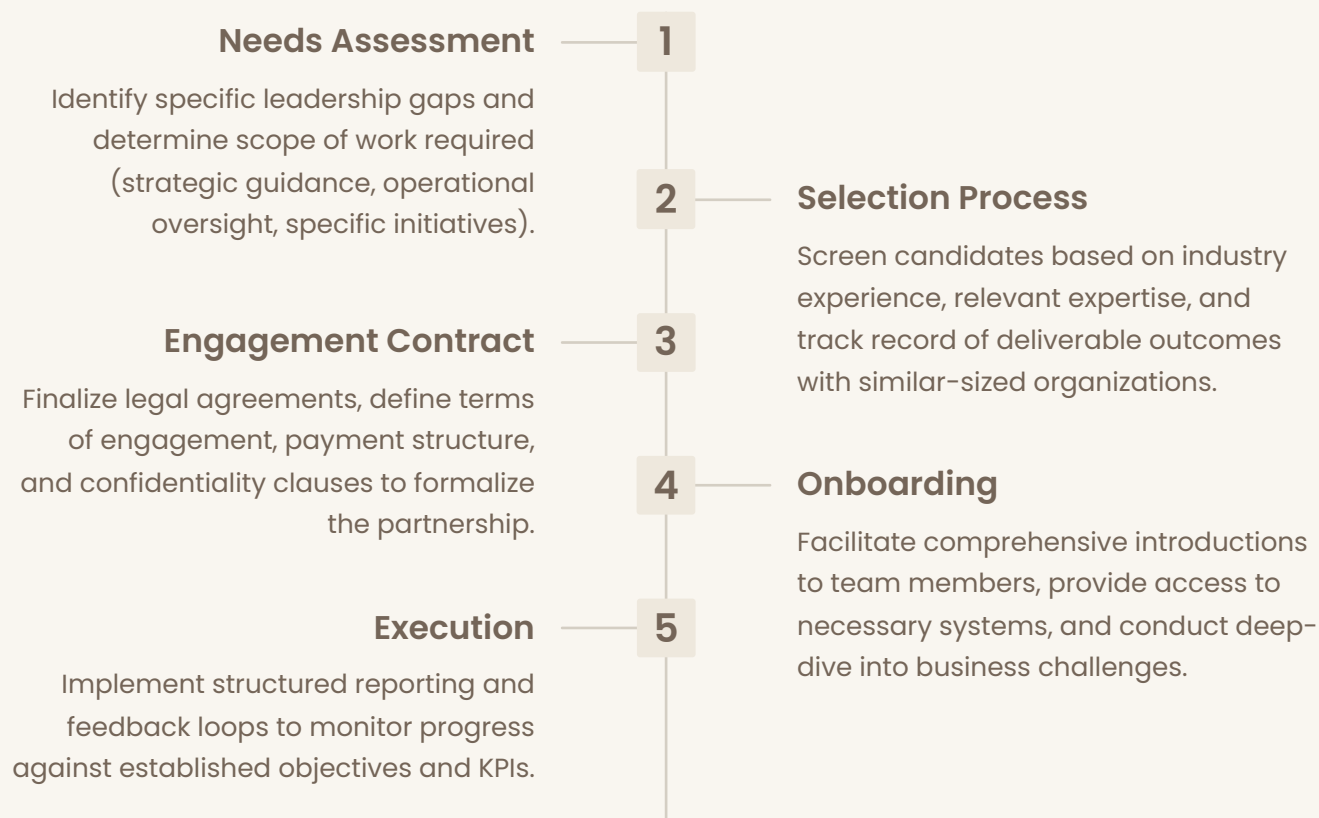 1
Needs Assessment
Identify specific leadership gaps and
determine scope of work required
(strategic guidance, operational
oversight, specific initiatives).
2
Selection Process
Screen candidates based on industry
experience, relevant expertise, and
track record of deliverable outcomes
with similar-sized organizations.
3
Engagement Contract
Finalize legal agreements, define terms
of engagement, payment structure,
and confidentiality clauses to formalize
the partnership.
4
Onboarding
Facilitate comprehensive introductions
to team members, provide access to
necessary systems, and conduct deep-
dive into business challenges.
5
Execution
Implement structured reporting and
feedback loops to monitor progress
against established objectives and KPIs.